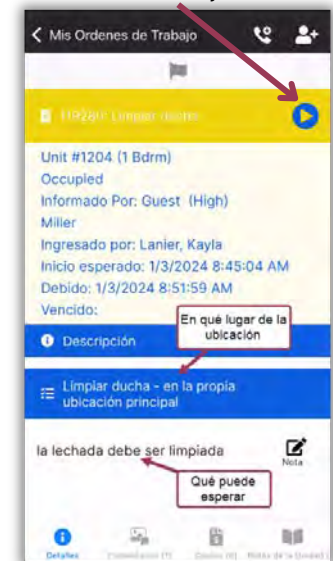 Mis Ordenes de Trabajo
Limpiar ducha
Unit #1204 (1 Bdrm)
Occupied
Informado Por: Guest (High)
Miller
Ingresado por: Lanier, Kayla
Inicio esperado: 1/3/2024 8:45:04 AM
Debido: 1/3/2024 8:51:59 AM
Vencido:
En qué lugar de la
ubicación
Descripción
Limpiar ducha - en la propia
ubicación principal
la lechada debe ser limpiada
Nota
Qué puede
esperar
Detalles